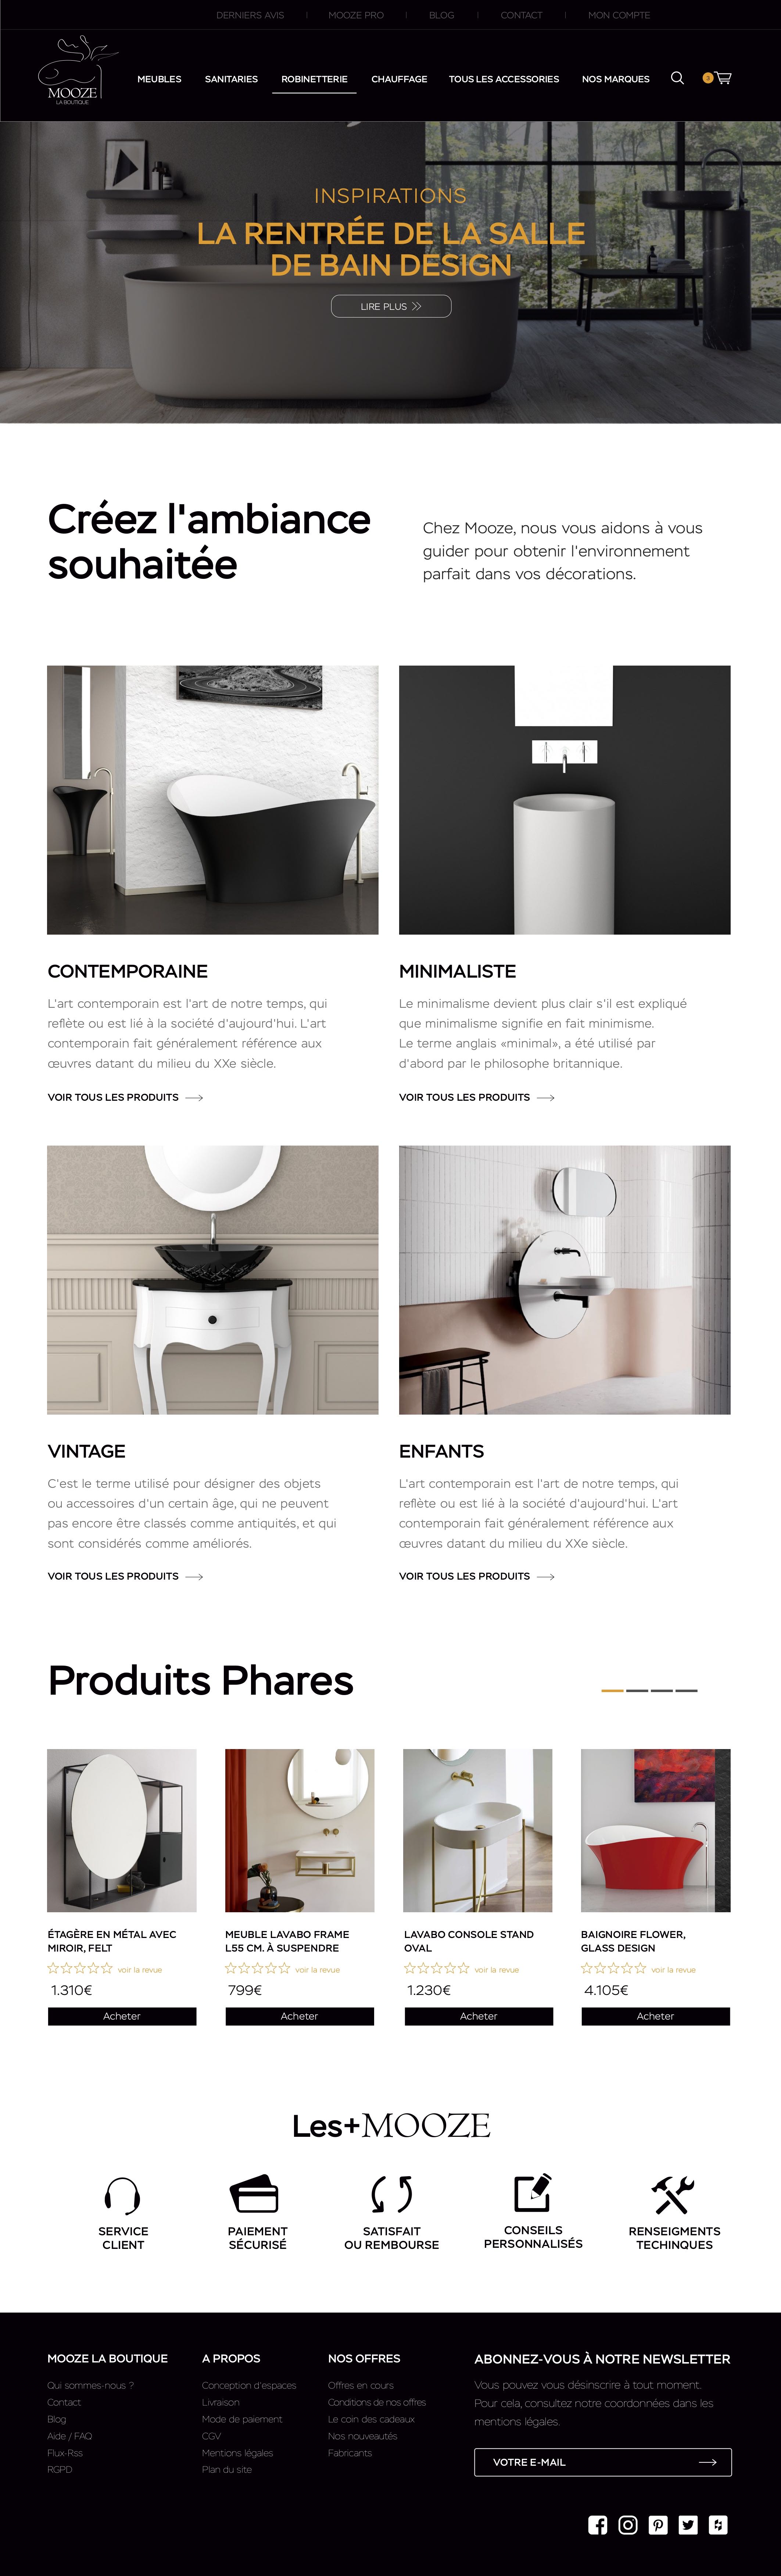 DERNIERS AVIS | MOOZE PRO | BLOG | CONTACT | MON COMPTE
MOOZE
LA BOUTIQUE
MEUBLES SANITARIES ROBINETTERIE CHAUFFAGE TOUS LES ACCESSORIES NOS MARQUES 3
INSPIRATIONS
LA RENTRÉE DE LA SALLE
DE BAIN DESIGN
LIRE PLUS
Créez l'ambiance
souhaitée
Chez Mooze, nous vous aidons à vous
guider pour obtenir l'environnement
parfait dans vos décorations.
CONTEMPORAINE
L'art contemporain est l'art de notre temps, qui
reflète ou est lié à la société d'aujourd'hui. L'art
contemporain fait généralement référence aux
œuvres datant du milieu du XXe siècle.
VOIR TOUS LES PRODUITS
MINIMALISTE
Le minimalisme devient plus clair s'il est expliqué
que minimalisme signifie en fait minimisme.
Le terme anglais «minimal», a été utilisé par
d'abord par le philosophe britannique.
VOIR TOUS LES PRODUITS
VINTAGE
C'est le terme utilisé pour désigner des objets
ou accessoires d'un certain âge, qui ne peuvent
pas encore être classés comme antiquités, et qui
sont considérés comme améliorés.
VOIR TOUS LES PRODUITS
ENFANTS
L'art contemporain est l'art de notre temps, qui
reflète ou est lié à la société d'aujourd'hui. L'art
contemporain fait généralement référence aux
œuvres datant du milieu du XXe siècle.
VOIR TOUS LES PRODUITS
Produits Phares
ÉTAGÈRE EN MÉTAL AVEC
MIROIR, FELT
voir la revue
1.310€
Acheter
MEUBLE LAVABO FRAME
L55 CM. À SUSPENDRE
voir la revue
799€
Acheter
LAVABO CONSOLE STAND
OVAL
voir la revue
1.230€
Acheter
BAIGNOIRE FLOWER,
GLASS DESIGN
voir la revue
4.105€
Acheter
Les+MOOZE
SERVICE
CLIENT
PAIEMENT
SÉCURISÉ
SATISFAIT
OU REMBOURSE
CONSEILS
PERSONNALISÉS
RENSEIGMENTS
TECHINQUES
MOOZE LA BOUTIQUE
Qui sommes-nous ?
Contact
Blog
Aide / FAQ
Flux-Rss
RGPD
A PROPOS
Conception d'espaces
Livraison
Mode de paiement
CGV
Mentions légales
Plan du site
NOS OFFRES
Offres en cours
Conditions de nos offres
Le coin des cadeaux
Nos nouveautés
Fabricants
ABONNEZ-VOUS À NOTRE NEWSLETTER
Vous pouvez vous désinscrire à tout moment.
Pour cela, consultez notre coordonnées dans les
mentions légales.
VOTRE E-MAIL